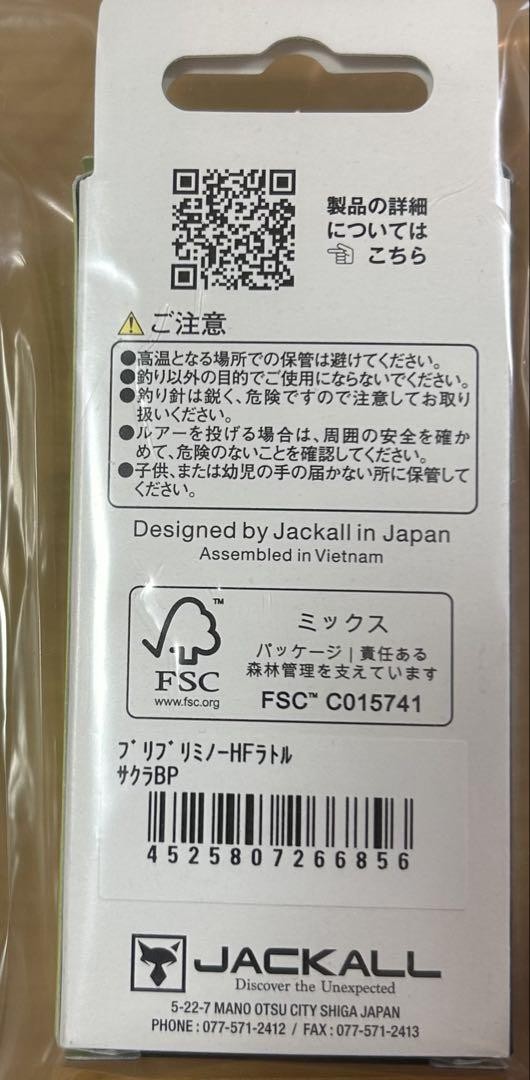 製品の詳細
については
こちら
ご注意
●高温となる場所での保管は避けてください。
●釣り以外の目的でご使用にならないでください。
●釣り針は鋭く、危険ですので注意してお取り
扱いください。
●ルアーを投げる場合は、周囲の安全を確か
めて、危険のないことを確認してください。
●子供、または幼児の手の届かない所に保管して
ください。
Designed by Jackall in Japan
Assembled in Vietnam
FSC
www.fsc.org
ミックス
パッケージ | 責任ある
森林管理を支えています
FSC™ C015741
ブリブリミノーHFラトル
サクラBP
4525807266856
JACKALL
Discover the Unexpected
5-22-7 MANO OTSU CITY SHIGA JAPAN
PHONE : 077-571-2412 / FAX : 077-571-2413